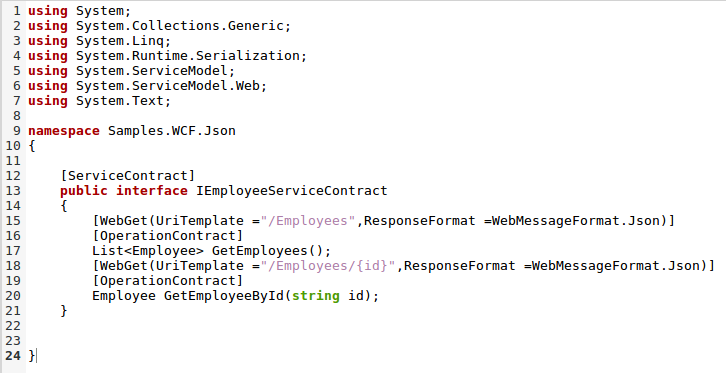 1 using System;
2 using System.Collections.Generic;
3 using System.Linq;
4 using System.Runtime.Serialization;
5 using System.ServiceModel;
6 using System.ServiceModel.Web;
7 using System.Text;
8
9 namespace Samples.WCF.Json
10 {
11
12     [ServiceContract]
13     public interface IEmployeeServiceContract
14     {
15         [WebGet(UriTemplate ="/Employees",ResponseFormat =WebMessageFormat.Json)]
16         [OperationContract]
17         List<Employee> GetEmployees();
18         [WebGet(UriTemplate ="/Employees/{id}",ResponseFormat =WebMessageFormat.Json)]
19         [OperationContract]
20         Employee GetEmployeeById(string id);
21     }
22
23
24 }